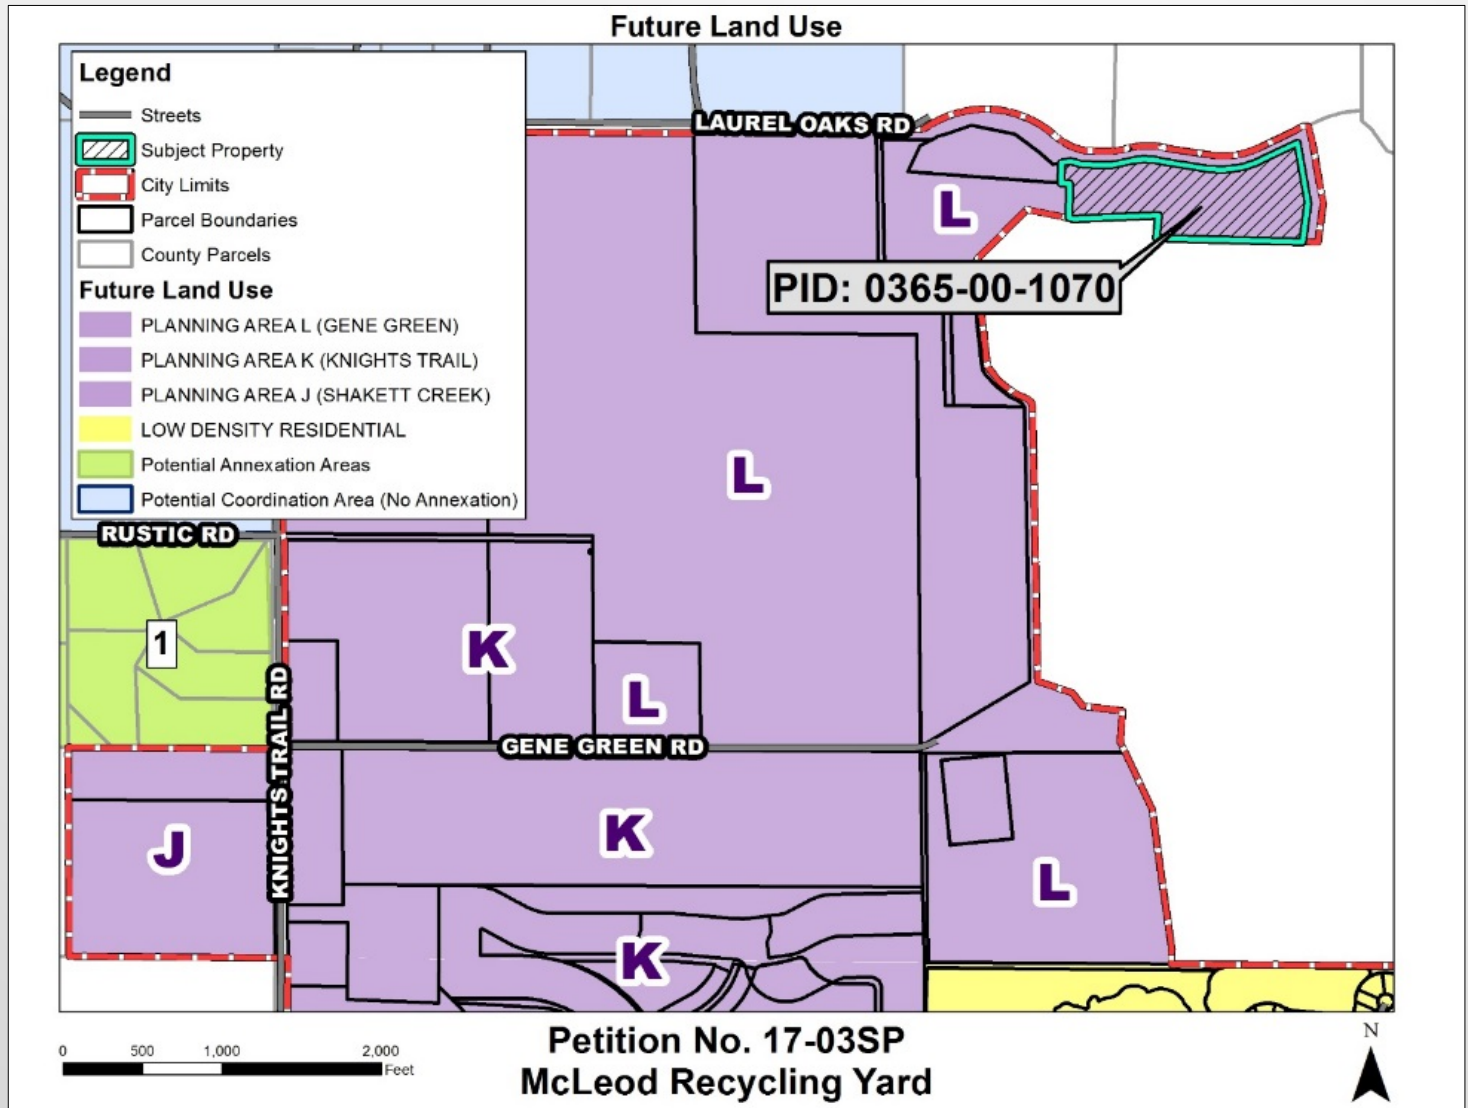 Future Land Use
Legend
Streets
Subject Property
City Limits
Parcel Boundaries
County Parcels
Future Land Use
PLANNING AREA L (GENE GREEN)
PLANNING AREA K (KNIGHTS TRAIL)
PLANNING AREA J (SHAKETT CREEK)
LOW DENSITY RESIDENTIAL
Potential Annexation Areas
Potential Coordination Area (No Annexation)
LAUREL OAKS RD
L
PID: 0365-00-1070
L
RUSTIC RD
1
K
L
KNIGHTS TRAIL RD
GENE GREEN RD
J
K
L
K
0 500 1,000 2,000
Feet
Petition No. 17-03SP
McLeod Recycling Yard
N